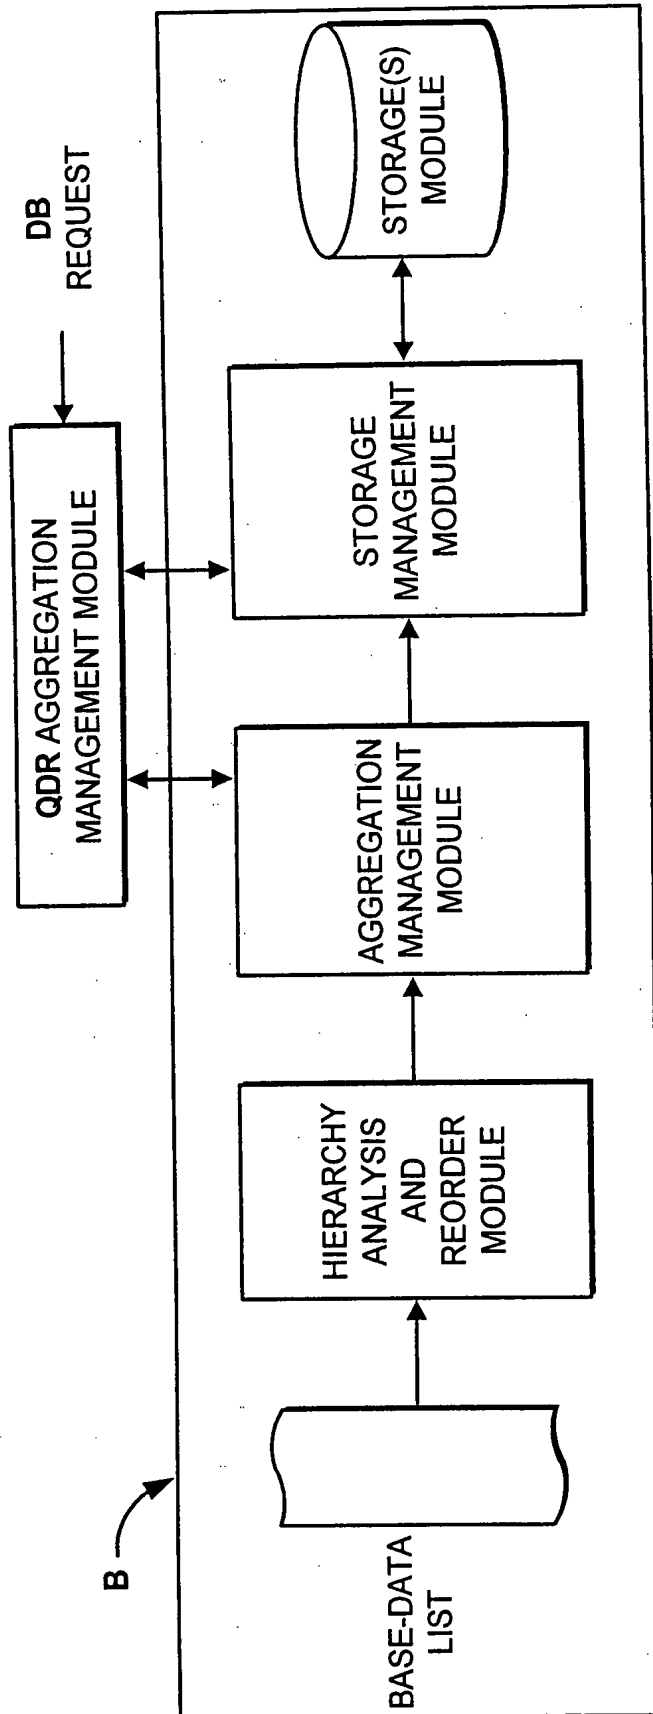 DB
REQUEST
QDR AGGREGATION
MANAGEMENT MODULE
B
BASE-DATA
LIST
HIERARCHY
ANALYSIS
AND
REORDER
MODULE
AGGREGATION
MANAGEMENT
MODULE
STORAGE
MANAGEMENT
MODULE
STORAGE(S)
MODULE